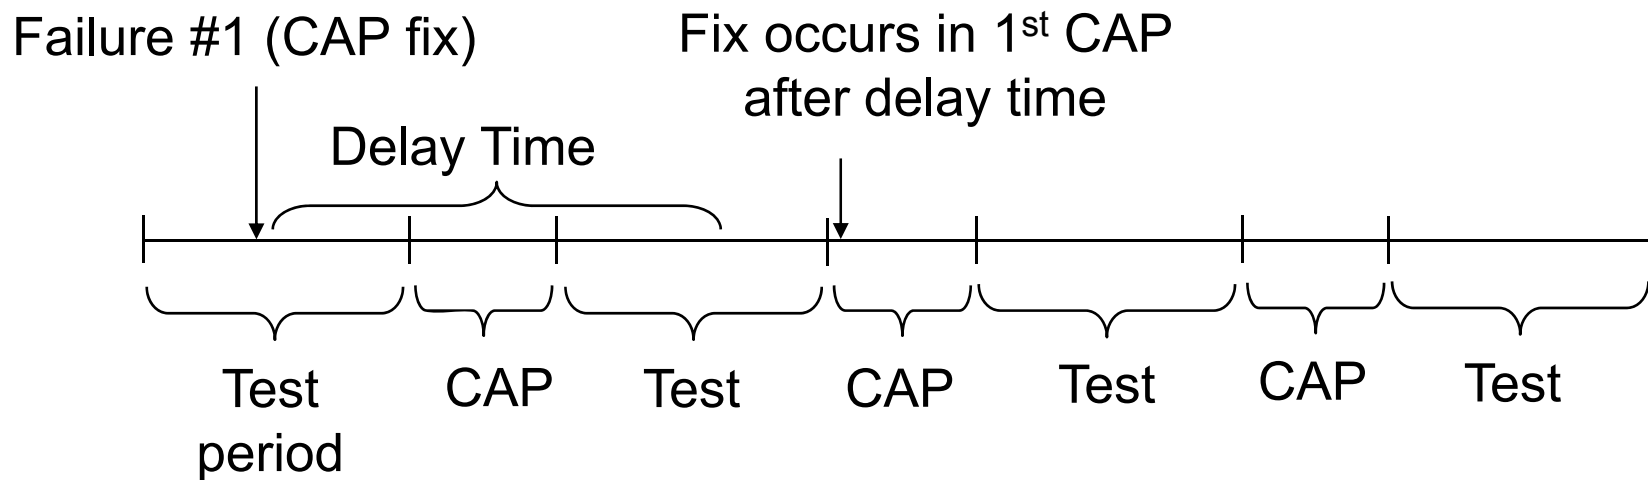 Failure #1 (CAP fix)
Fix occurs in 1st CAP
after delay time
Delay Time
Test
period
CAP
Test
CAP
Test
CAP
Test